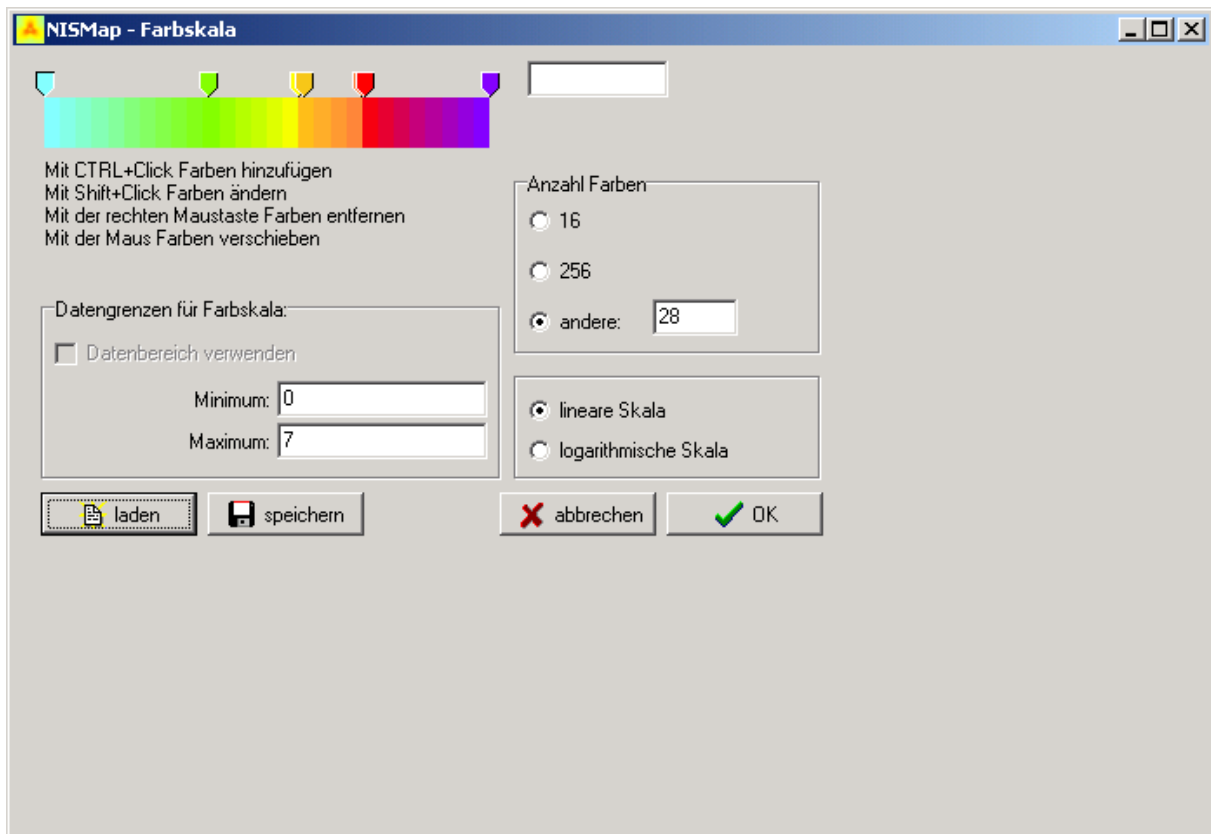 NISMap - Farbskala
Mit CTRL+Click Farben hinzufügen
Mit Shift+Click Farben ändern
Mit der rechten Maustaste Farben entfernen
Mit der Maus Farben verschieben
Anzahl Farben
16
256
andere: 28
Datengrenzen für Farbskala:
Datenbereich verwenden
Minimum: 0
Maximum: 7
lineare Skala
logarithmische Skala
laden
speichern
abbrechen
OK